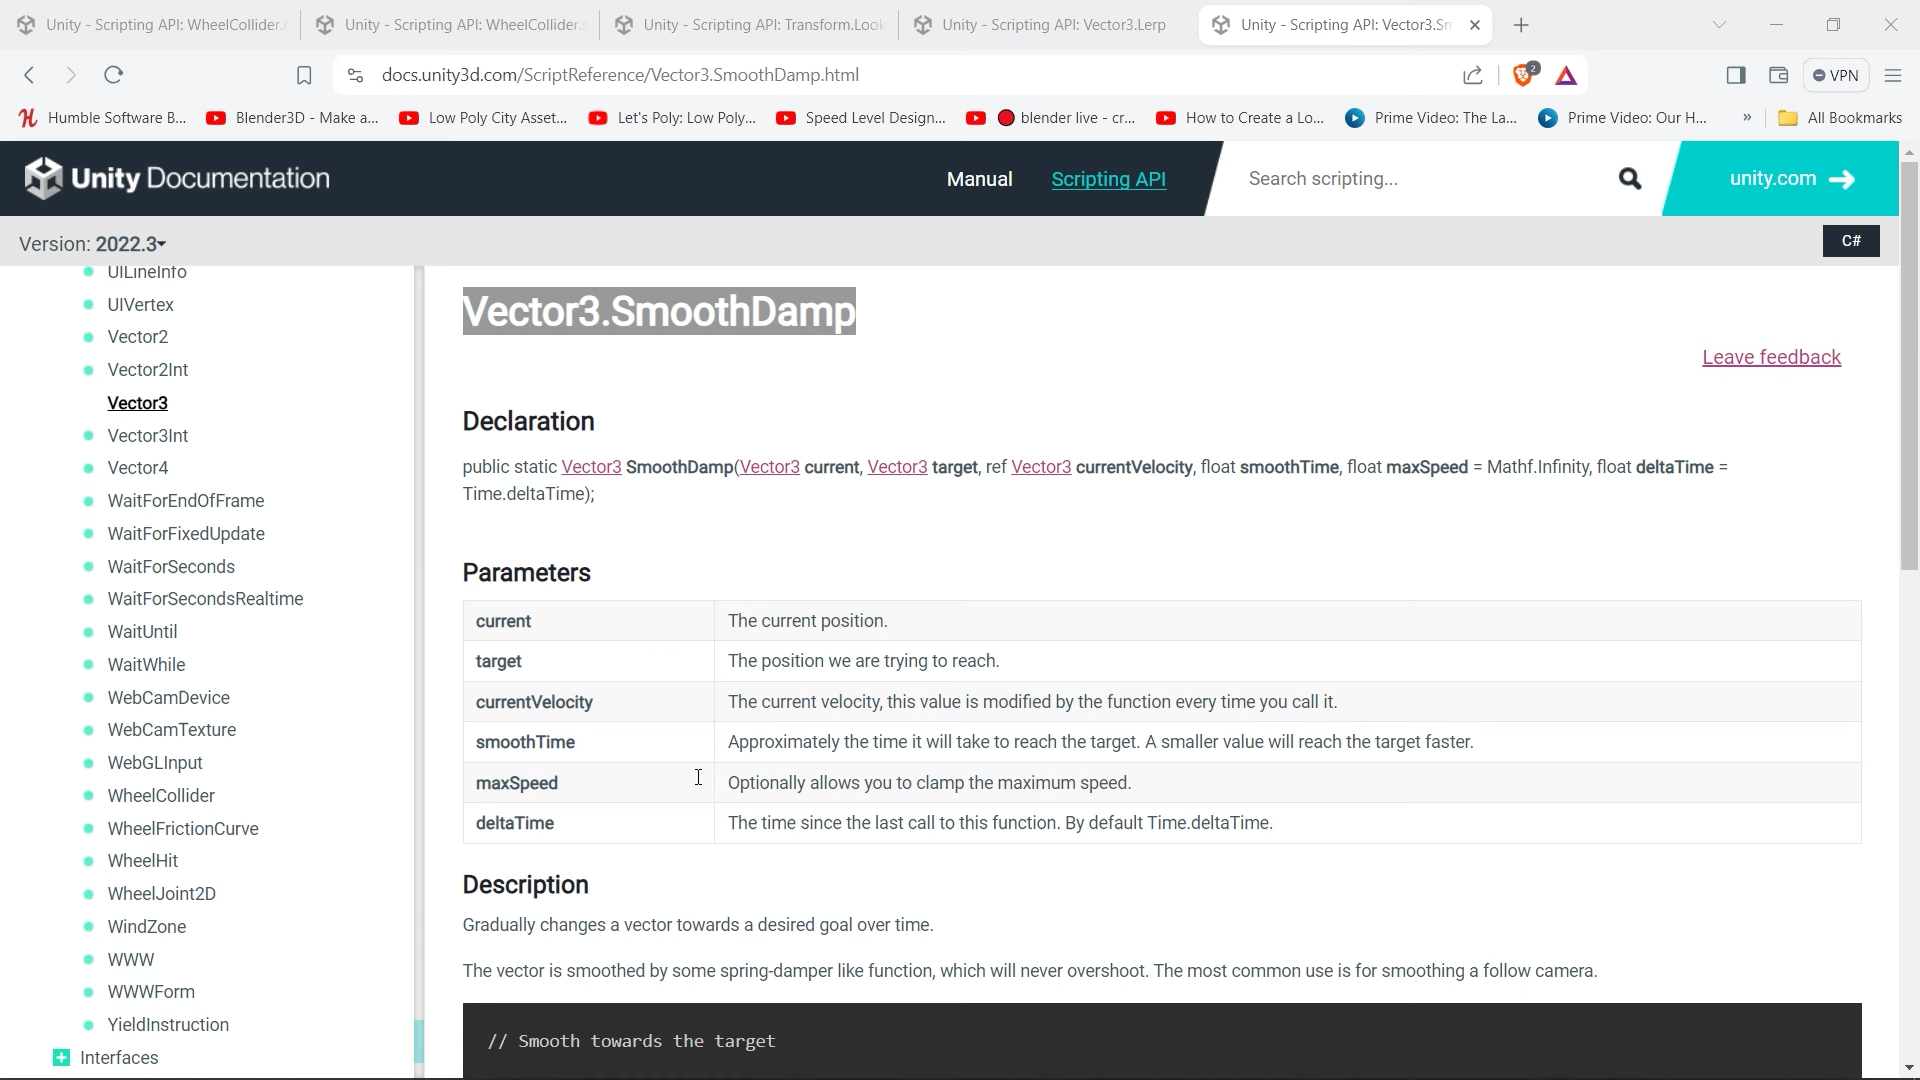 Unity - Scripting API: WheelCollider.
Unity - Scripting API: WheelCollider.s
Unity - Scripting API: Transform.Look
Unity - Scripting API: Vector3.Lerp
Unity - Scripting API: Vector3.Sm
docs.unity3d.com/ScriptReference/Vector3.SmoothDamp.html
2
VPN
Humble Software B...
Blender3D - Make a...
Low Poly City Asset...
Let's Poly: Low Poly...
Speed Level Design...
blender live - cr...
How to Create a Lo...
Prime Video: The La...
Prime Video: Our H...
»
All Bookmarks
Unity Documentation
Manual
Scripting API
Search scripting...
unity.com
Version: 2022.3
C#
UILineInfo
UIVertex
Vector2
Vector2Int
Vector3
Vector3Int
Vector4
WaitForEndOfFrame
WaitForFixedUpdate
WaitForSeconds
WaitForSecondsRealtime
WaitUntil
WaitWhile
WebCamDevice
WebCamTexture
WebGLInput
WheelCollider
WheelFrictionCurve
WheelHit
WheelJoint2D
WindZone
WWW
WWWForm
YieldInstruction
Interfaces
Vector3.SmoothDamp
Leave feedback
Declaration
public static Vector3 SmoothDamp(Vector3 current, Vector3 target, ref Vector3 currentVelocity, float smoothTime, float maxSpeed = Mathf.Infinity, float deltaTime =
Time.deltaTime);
Parameters
current The current position.
target The position we are trying to reach.
currentVelocity The current velocity, this value is modified by the function every time you call it.
smoothTime Approximately the time it will take to reach the target. A smaller value will reach the target faster.
maxSpeed Optionally allows you to clamp the maximum speed.
deltaTime The time since the last call to this function. By default Time.deltaTime.
Description
Gradually changes a vector towards a desired goal over time.
The vector is smoothed by some spring-damper like function, which will never overshoot. The most common use is for smoothing a follow camera.
// Smooth towards the target